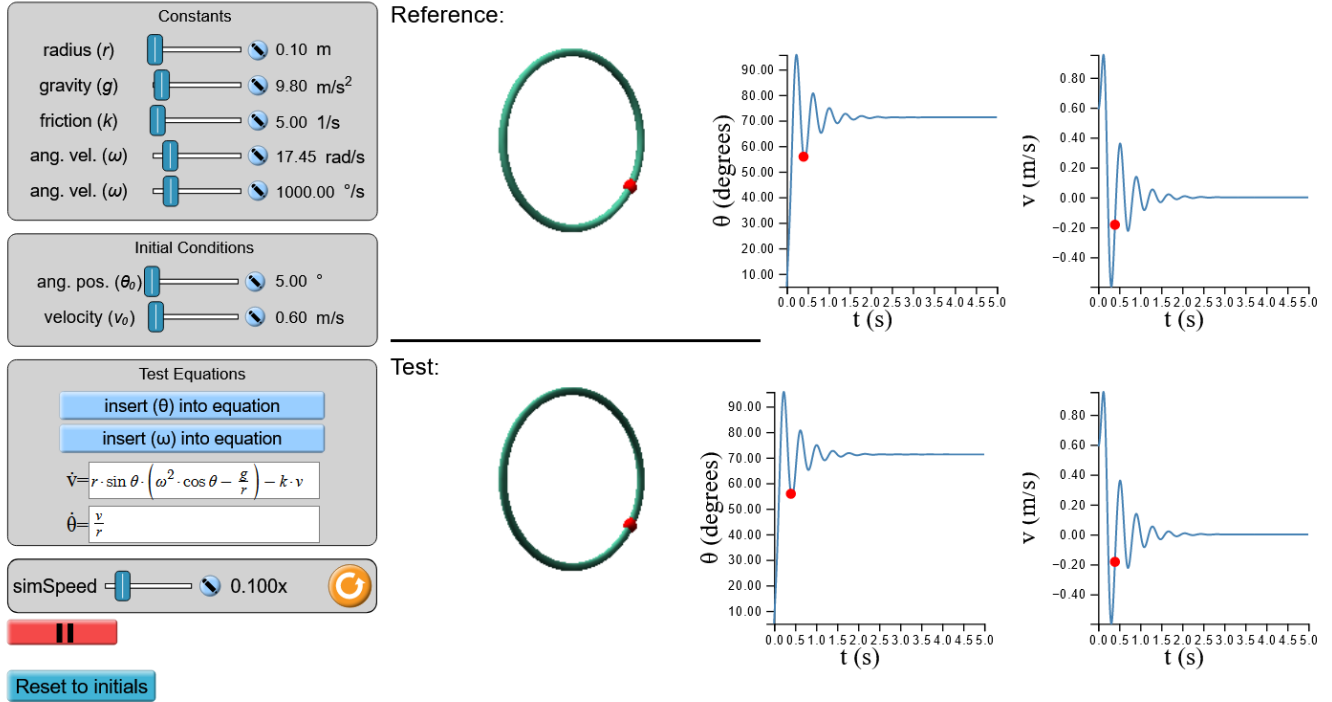 Constants
radius (r) 0.10 m
gravity (g) 9.80 m/s²
friction (k) 5.00 1/s
ang. vel. (ω) 17.45 rad/s
ang. vel. (ω) 1000.00 °/s
Initial Conditions
ang. pos. (θ₀) 5.00 °
velocity (v₀) 0.60 m/s
Test Equations
insert (θ) into equation
insert (ω) into equation
v̇= r·sin θ·(ω²·cos θ − g/r) − k·v
θ̇= v/r
simSpeed 0.100x
Reset to initials
Reference:
θ (degrees)
90.00
80.00
70.00
60.00
50.00
40.00
30.00
20.00
10.00
0.0 0.5 1.0 1.5 2.0 2.5 3.0 3.5 4.0 4.5 5.0
t (s)
v (m/s)
0.80
0.60
0.40
0.20
0.00
−0.20
−0.40
0.0 0.5 1.0 1.5 2.0 2.5 3.0 3.5 4.0 4.5 5.0
t (s)
Test:
θ (degrees)
90.00
80.00
70.00
60.00
50.00
40.00
30.00
20.00
10.00
0.0 0.5 1.0 1.5 2.0 2.5 3.0 3.5 4.0 4.5 5.0
t (s)
v (m/s)
0.80
0.60
0.40
0.20
0.00
−0.20
−0.40
0.0 0.5 1.0 1.5 2.0 2.5 3.0 3.5 4.0 4.5 5.0
t (s)